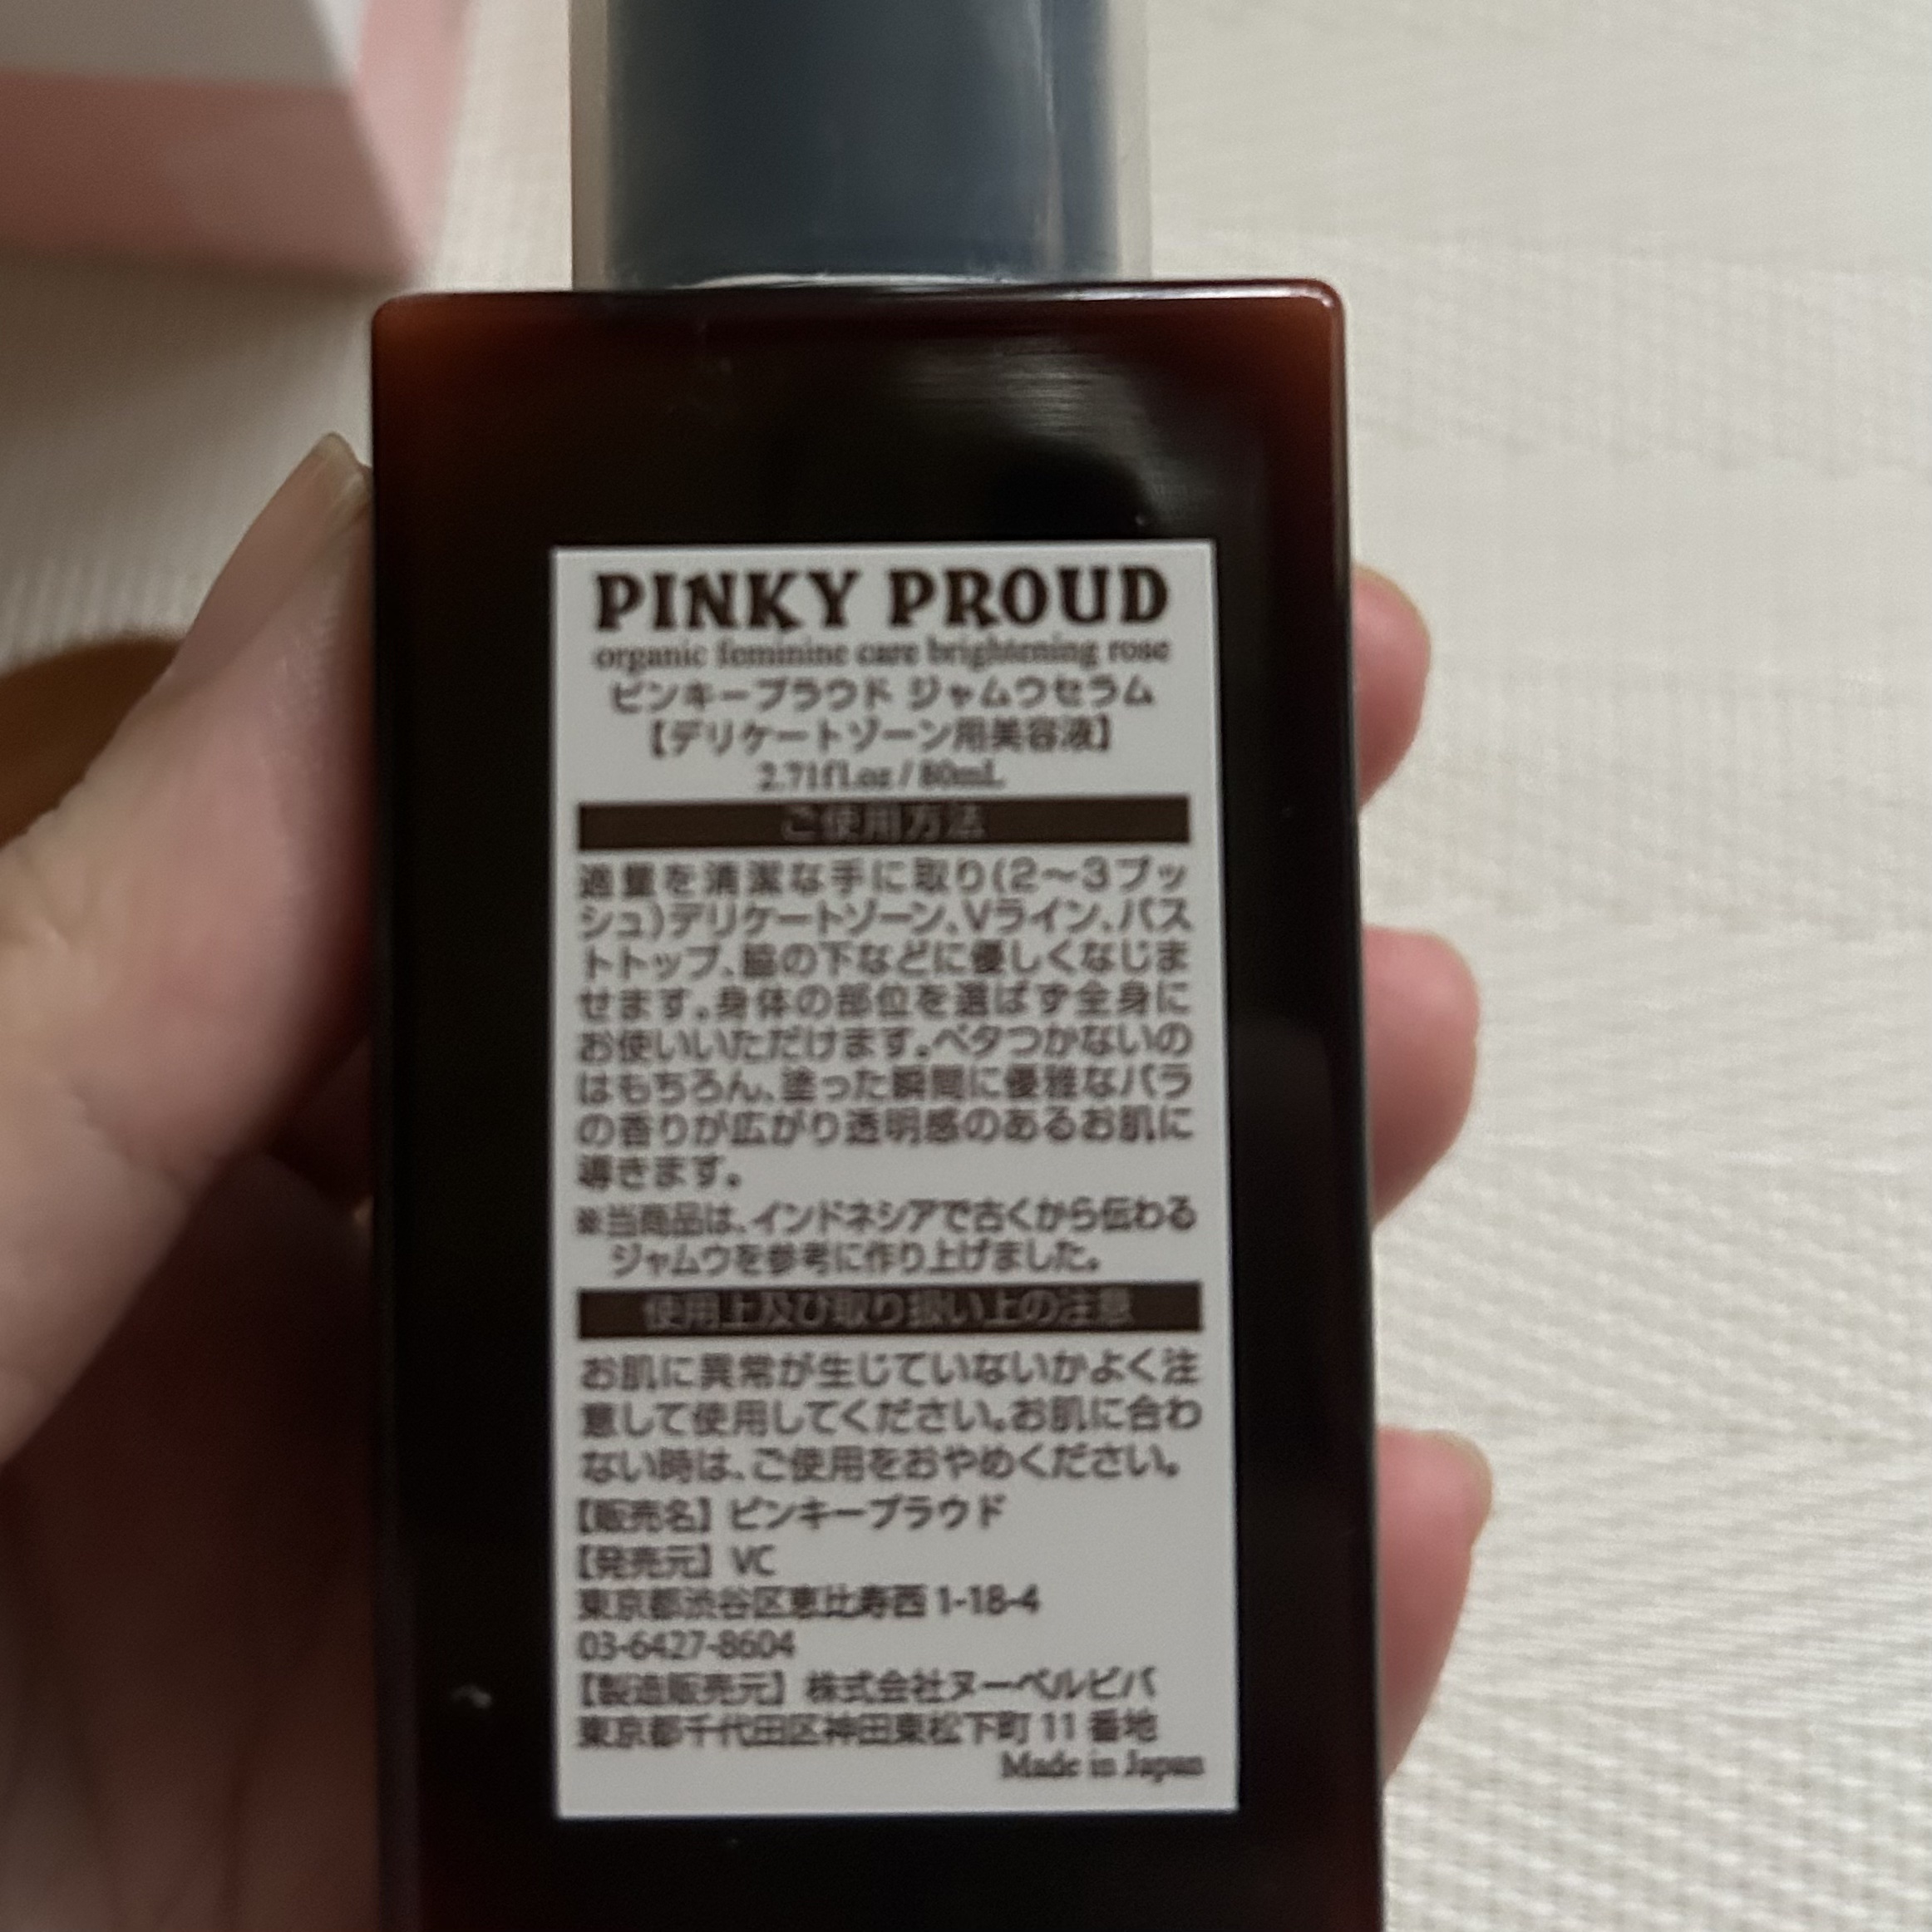 PINKY PROUD
organic feminine care brightening rose
ピンキープラウド ジャムウセラム
【デリケートゾーン用美容液】
2.71fl.oz / 80mL
ご使用方法
適量を清潔な手に取り(2〜3プッ
シュ)デリケートゾーン、Vライン、バス
トトップ、脇の下などに優しくなじま
せます。身体の部位を選ばず全身に
お使いいただけます。ベタつかないの
はもちろん、塗った瞬間に優雅なバラ
の香りが広がり透明感のあるお肌に
導きます。
※当商品は、インドネシアで古くから伝わる
ジャムウを参考に作り上げました。
使用上及び取り扱い上の注意
お肌に異常が生じていないかよく注
意して使用してください。お肌に合わ
ない時は、ご使用をおやめください。
【販売名】ピンキープラウド
【発売元】VC
東京都渋谷区恵比寿西 1-18-4
03-6427-8604
【製造販売元】株式会社ヌーベルビバ
東京都千代田区神田東松下町 11 番地
Made in Japan